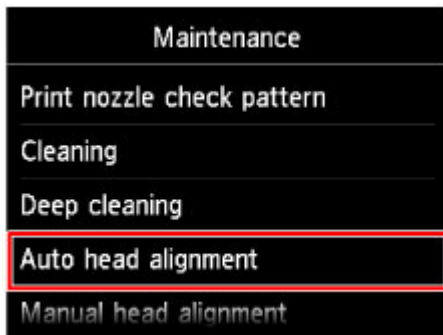 Maintenance
Print nozzle check pattern
Cleaning
Deep cleaning
Auto head alignment
Manual head alignment